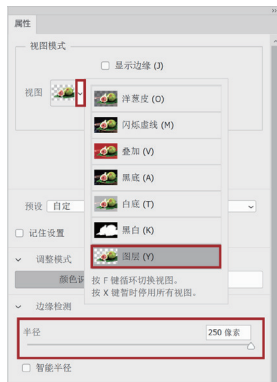 属性
视图模式
显示边缘 (J)
视图
洋葱皮 (O)
闪烁虚线 (M)
叠加 (V)
黑底 (A)
白底 (T)
黑白 (K)
图层 (Y)
按 F 键循环切换视图。
按 X 键暂时停用所有视图。
预设 自定
记住设置
调整模式
颜色
边缘检测
半径 250 像素
智能半径